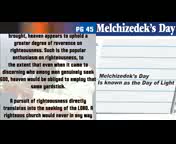 PG 45
Melchizedek's Day
brought, heaven appears to uphold a
greater degree of reverence on
righteousness. Such is the popular
enthusiasm on righteousness, to
the extent that even when it came to
discerning who among men genuinely seek
GOD, heaven would be obliged to employ that
same yardstick.
A pursuit of righteousness directly
translates into the seeking of the LORD. A
righteous church would never in any way
Melchizedek's Day
Is known as the Day of Light